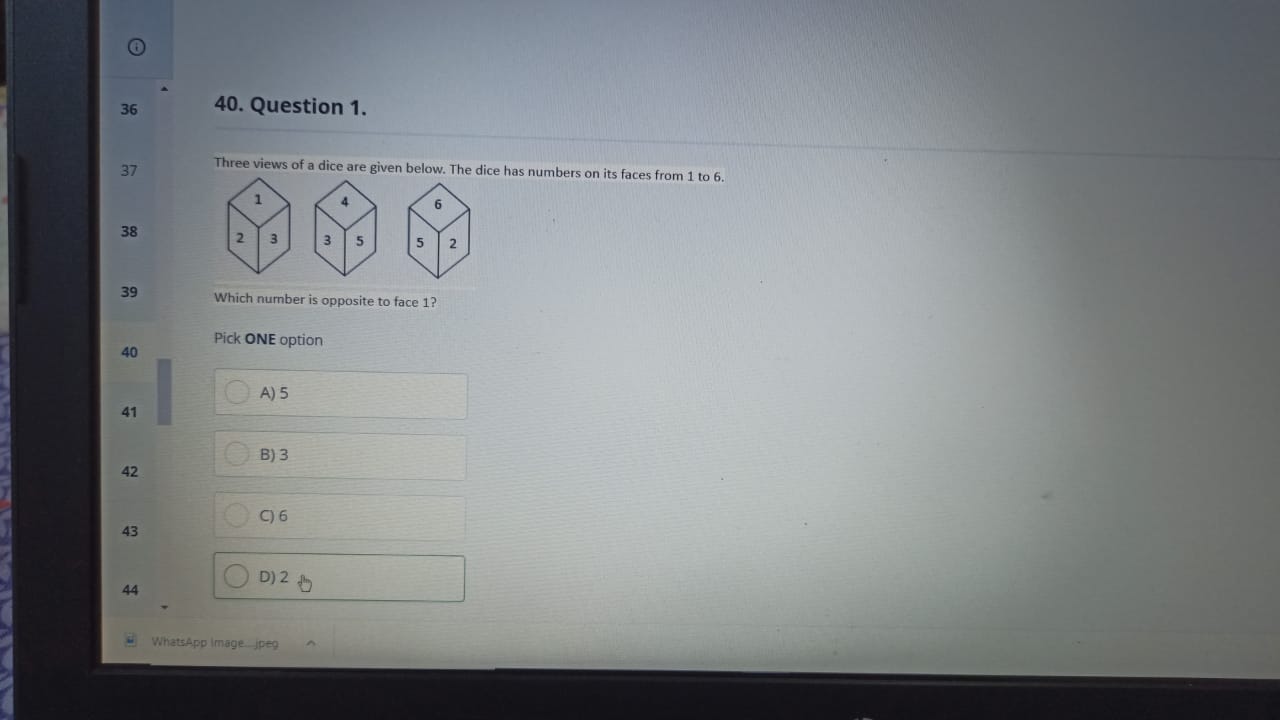 36
37
38
39
40
41
42
43
44
40. Question 1.
Three views of a dice are given below. The dice has numbers on its faces from 1 to 6.
1 4 6
2 3 3 5 5 2
Which number is opposite to face 1?
Pick ONE option
A) 5
B) 3
C) 6
D) 2
WhatsApp Image....jpeg